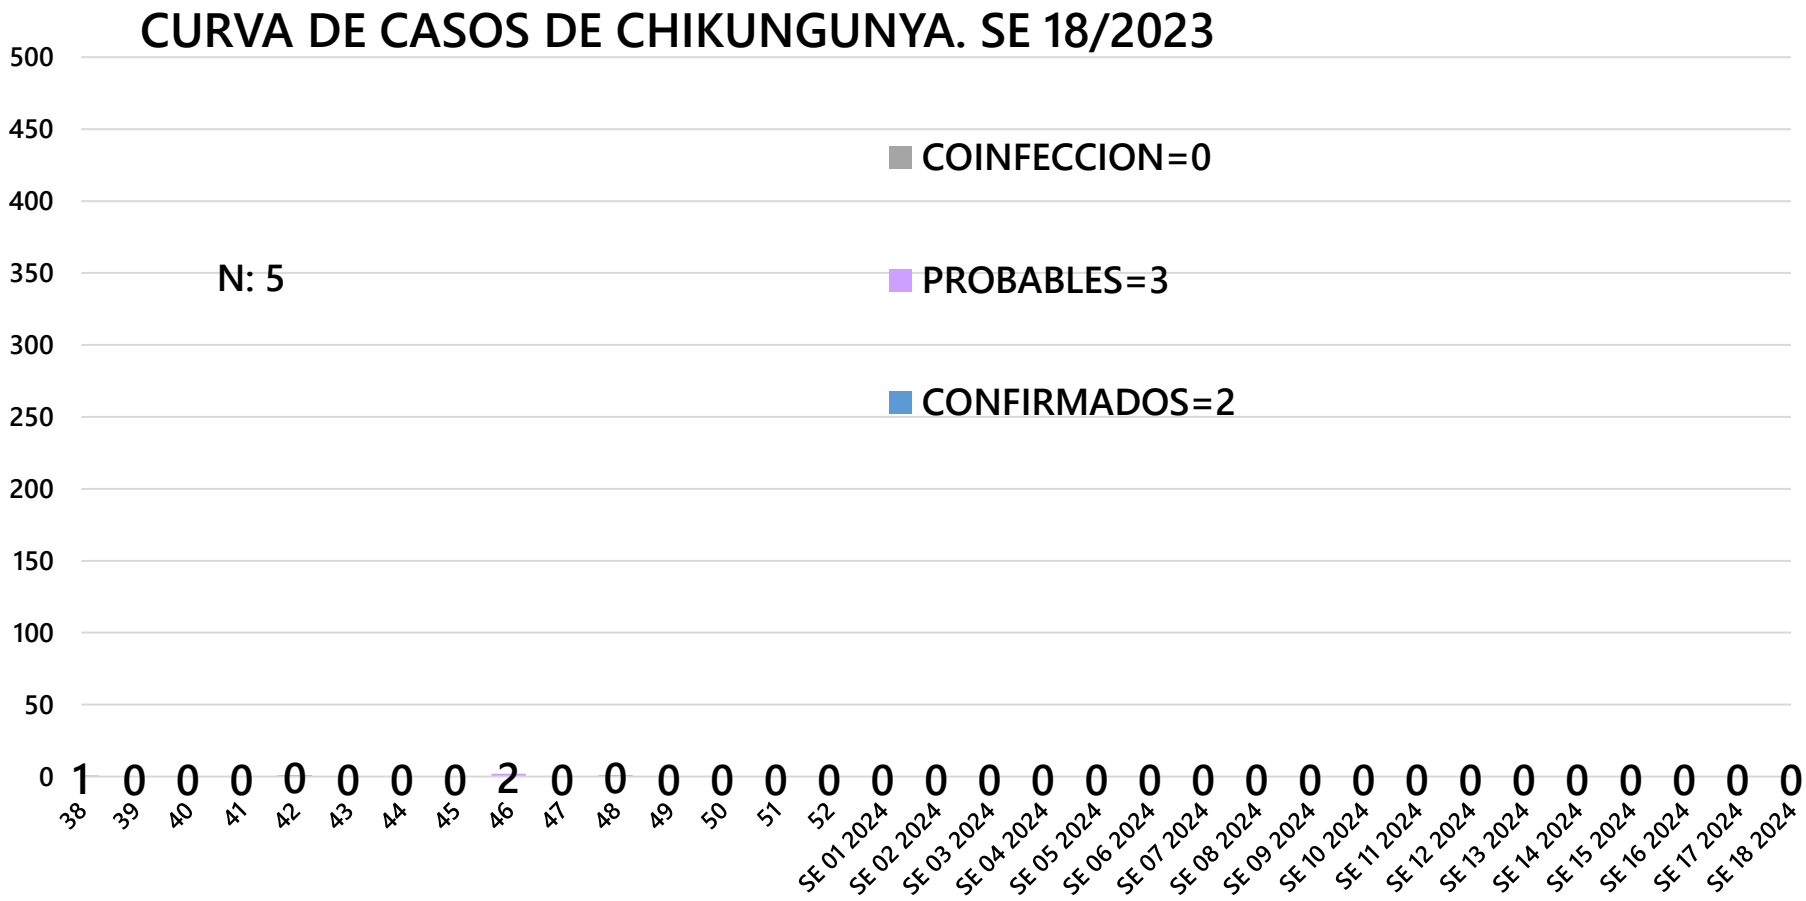 CURVA DE CASOS DE CHIKUNGUNYA. SE 18/2023
500
450
COINFECCION=0
400
350
N: 5
PROBABLES=3
300
CONFIRMADOS=2
250
200
150
100
50
0
1 0 0 0 0 0 0 0 2 0 0 0 0 0 0 0 0 0 0 0 0 0 0 0 0 0 0 0 0 0 0 0 0
38 39 40 41 42 43 44 45 46 47 48 49 50 51 52 SE 01 2024 SE 02 2024 SE 03 2024 SE 04 2024 SE 05 2024 SE 06 2024 SE 07 2024 SE 08 2024 SE 09 2024 SE 10 2024 SE 11 2024 SE 12 2024 SE 13 2024 SE 14 2024 SE 15 2024 SE 16 2024 SE 17 2024 SE 18 2024